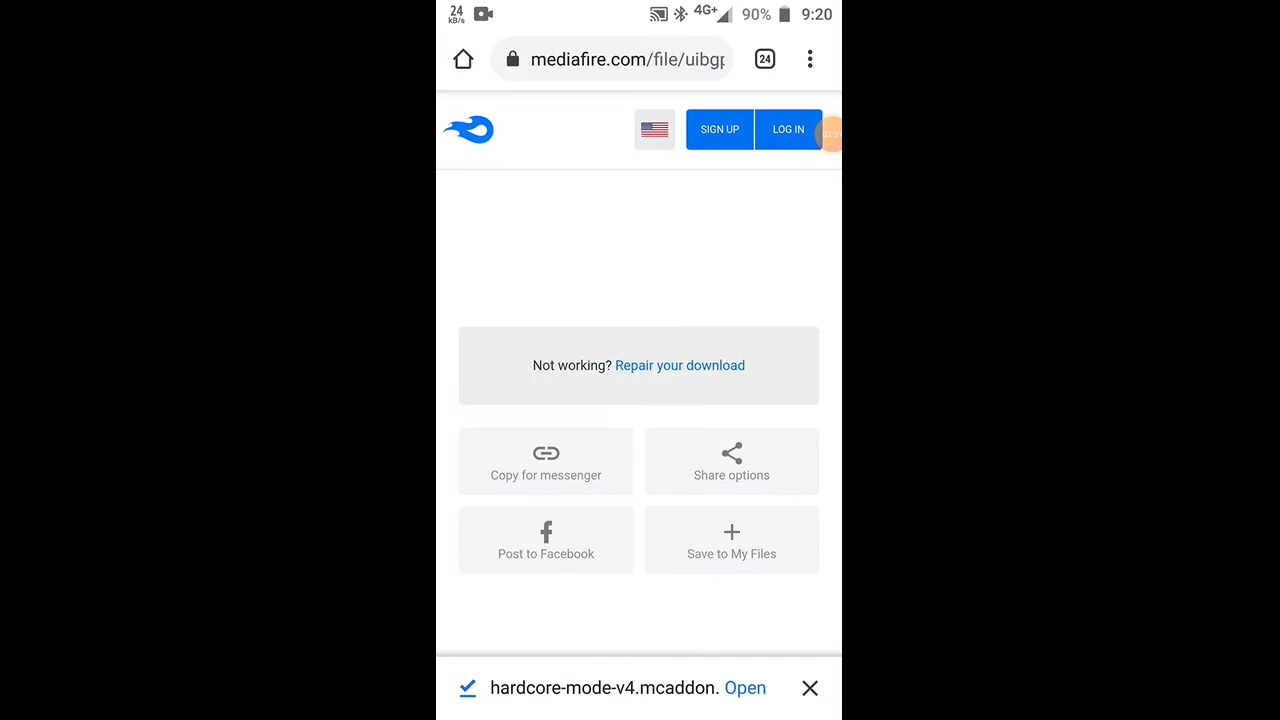 24
kB/s
4G+
90%
9:20
mediafire.com/file/uibgp
24
SIGN UP
LOG IN
Not working? Repair your download
Copy for messenger
Share options
Post to Facebook
Save to My Files
hardcore-mode-v4.mcaddon. Open